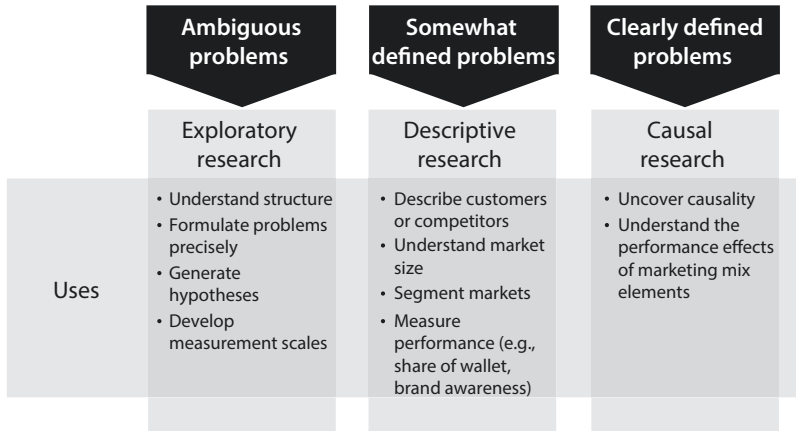 Ambiguous
problems
Somewhat
defined problems
Clearly defined
problems
Exploratory
research
Descriptive
research
Causal
research
Uses
• Understand structure
• Formulate problems
precisely
• Generate
hypotheses
• Develop
measurement scales
• Describe customers
or competitors
• Understand market
size
• Segment markets
• Measure
performance (e.g.,
share of wallet,
brand awareness)
• Uncover causality
• Understand the
performance effects
of marketing mix
elements